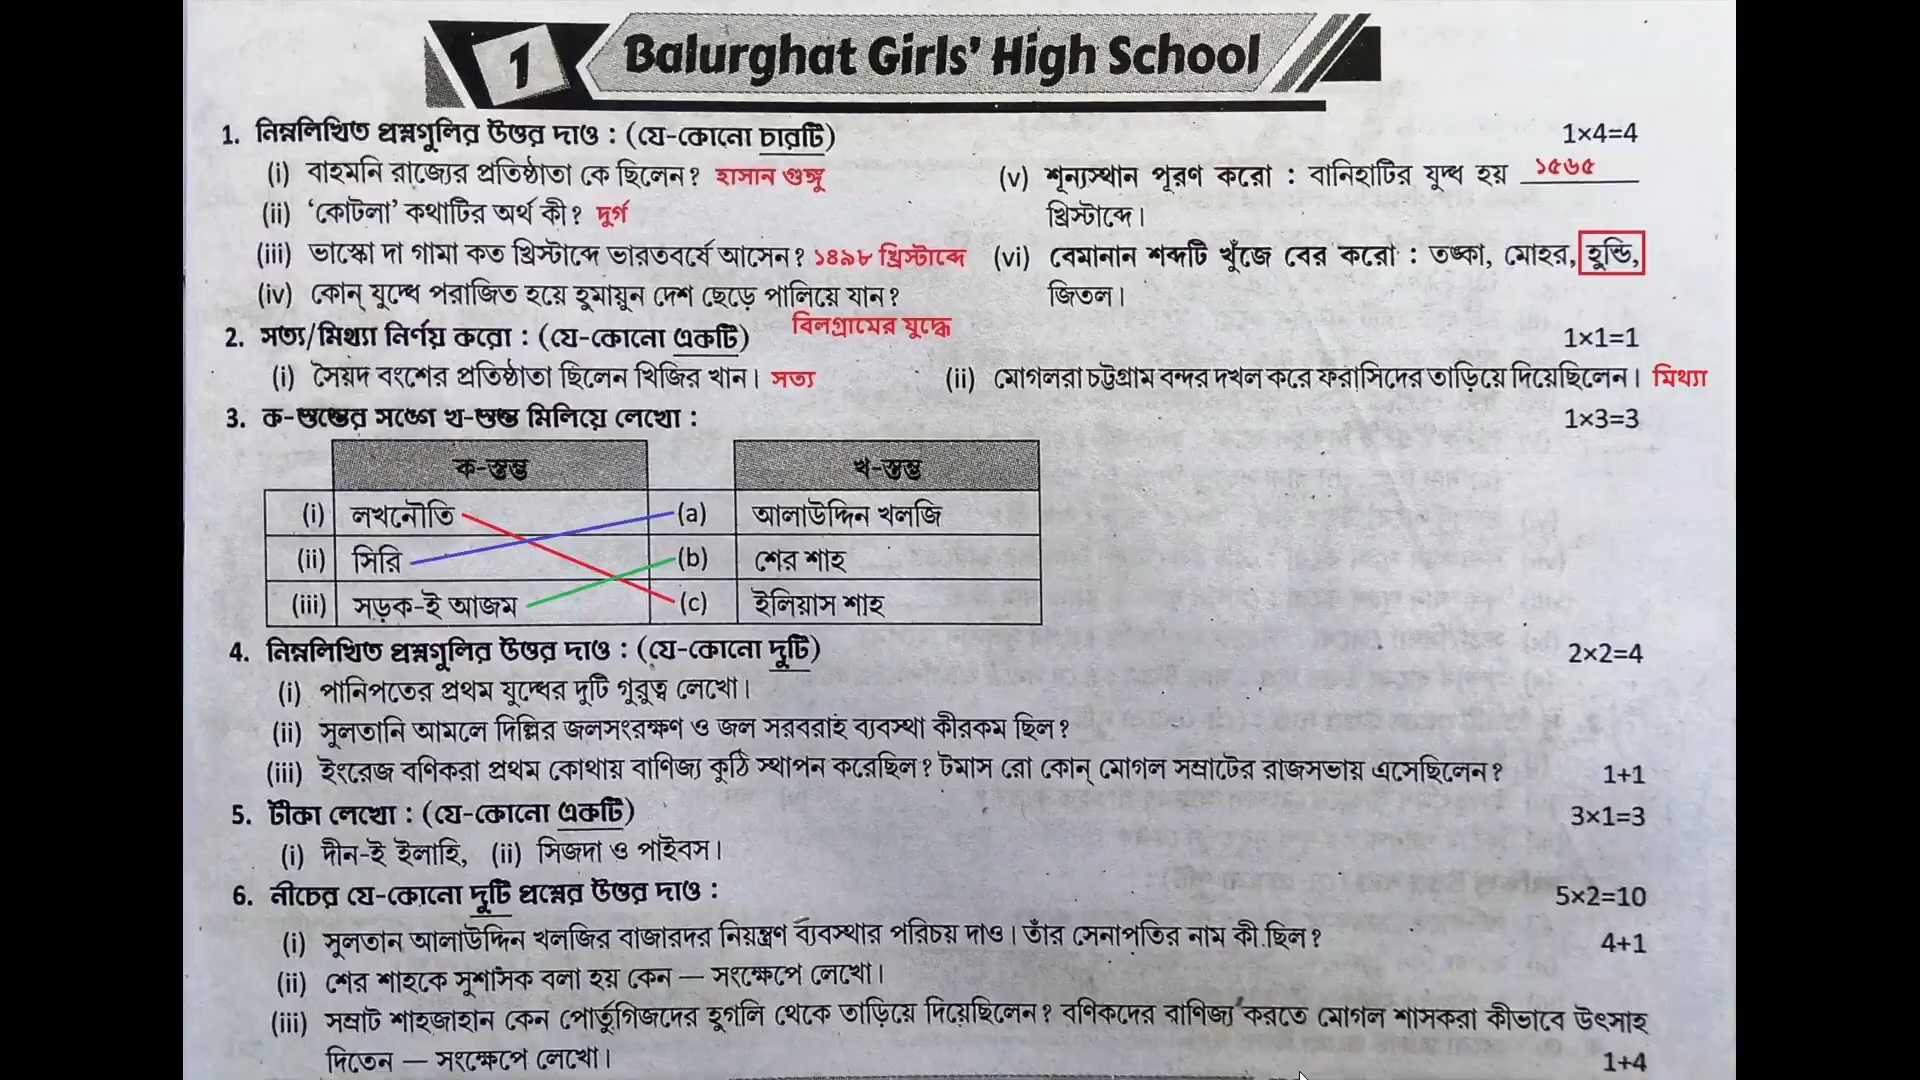 1 Balurghat Girls' High School
1. নিম্নলিখিত প্রশ্নগুলির উত্তর দাও : (যে-কোনো চারটি) 1×4=4
(i) বাহমনি রাজ্যের প্রতিষ্ঠাতা কে ছিলেন? হাসান গুঙ্গু
(ii) 'কোটলা' কথাটির অর্থ কী? দুর্গ
(iii) ভাস্কো দা গামা কত খ্রিস্টাব্দে ভারতবর্ষে আসেন? ১৪৯৮ খ্রিস্টাব্দে
(iv) কোন্ যুদ্ধে পরাজিত হয়ে হুমায়ুন দেশ ছেড়ে পালিয়ে যান?
বিলগ্রামের যুদ্ধে
(v) শূন্যস্থান পূরণ করো : বানিহাটির যুদ্ধ হয় ১৫৬৫
খ্রিস্টাব্দে।
(vi) বেমানান শব্দটি খুঁজে বের করো : তঙ্কা, মোহর, হুন্ডি,
জিতল।
2. সত্য/মিথ্যা নির্ণয় করো : (যে-কোনো একটি) 1×1=1
(i) সৈয়দ বংশের প্রতিষ্ঠাতা ছিলেন খিজির খান। সত্য
(ii) মোগলরা চট্টগ্রাম বন্দর দখল করে ফরাসিদের তাড়িয়ে দিয়েছিলেন। মিথ্যা
3. ক-স্তম্ভের সঙ্গে খ-স্তম্ভ মিলিয়ে লেখো : 1×3=3
ক-স্তম্ভ খ-স্তম্ভ
(i) লখনৌতি (a) আলাউদ্দিন খলজি
(ii) সিরি (b) শের শাহ
(iii) সড়ক-ই আজম (c) ইলিয়াস শাহ
4. নিম্নলিখিত প্রশ্নগুলির উত্তর দাও : (যে-কোনো দুটি) 2×2=4
(i) পানিপতের প্রথম যুদ্ধের দুটি গুরুত্ব লেখো।
(ii) সুলতানি আমলে দিল্লির জলসংরক্ষণ ও জল সরবরাহ ব্যবস্থা কীরকম ছিল?
(iii) ইংরেজ বণিকরা প্রথম কোথায় বাণিজ্য কুঠি স্থাপন করেছিল? টমাস রো কোন্ মোগল সম্রাটের রাজসভায় এসেছিলেন? 1+1
5. টীকা লেখো : (যে-কোনো একটি) 3×1=3
(i) দীন-ই ইলাহি, (ii) সিজদা ও পাইবস।
6. নীচের যে-কোনো দুটি প্রশ্নের উত্তর দাও : 5×2=10
(i) সুলতান আলাউদ্দিন খলজির বাজারদর নিয়ন্ত্রণ ব্যবস্থার পরিচয় দাও। তাঁর সেনাপতির নাম কী ছিল? 4+1
(ii) শের শাহকে সুশাসক বলা হয় কেন — সংক্ষেপে লেখো।
(iii) সম্রাট শাহজাহান কেন পোর্তুগিজদের হুগলি থেকে তাড়িয়ে দিয়েছিলেন? বণিকদের বাণিজ্য করতে মোগল শাসকরা কীভাবে উৎসাহ
দিতেন — সংক্ষেপে লেখো। 1+4